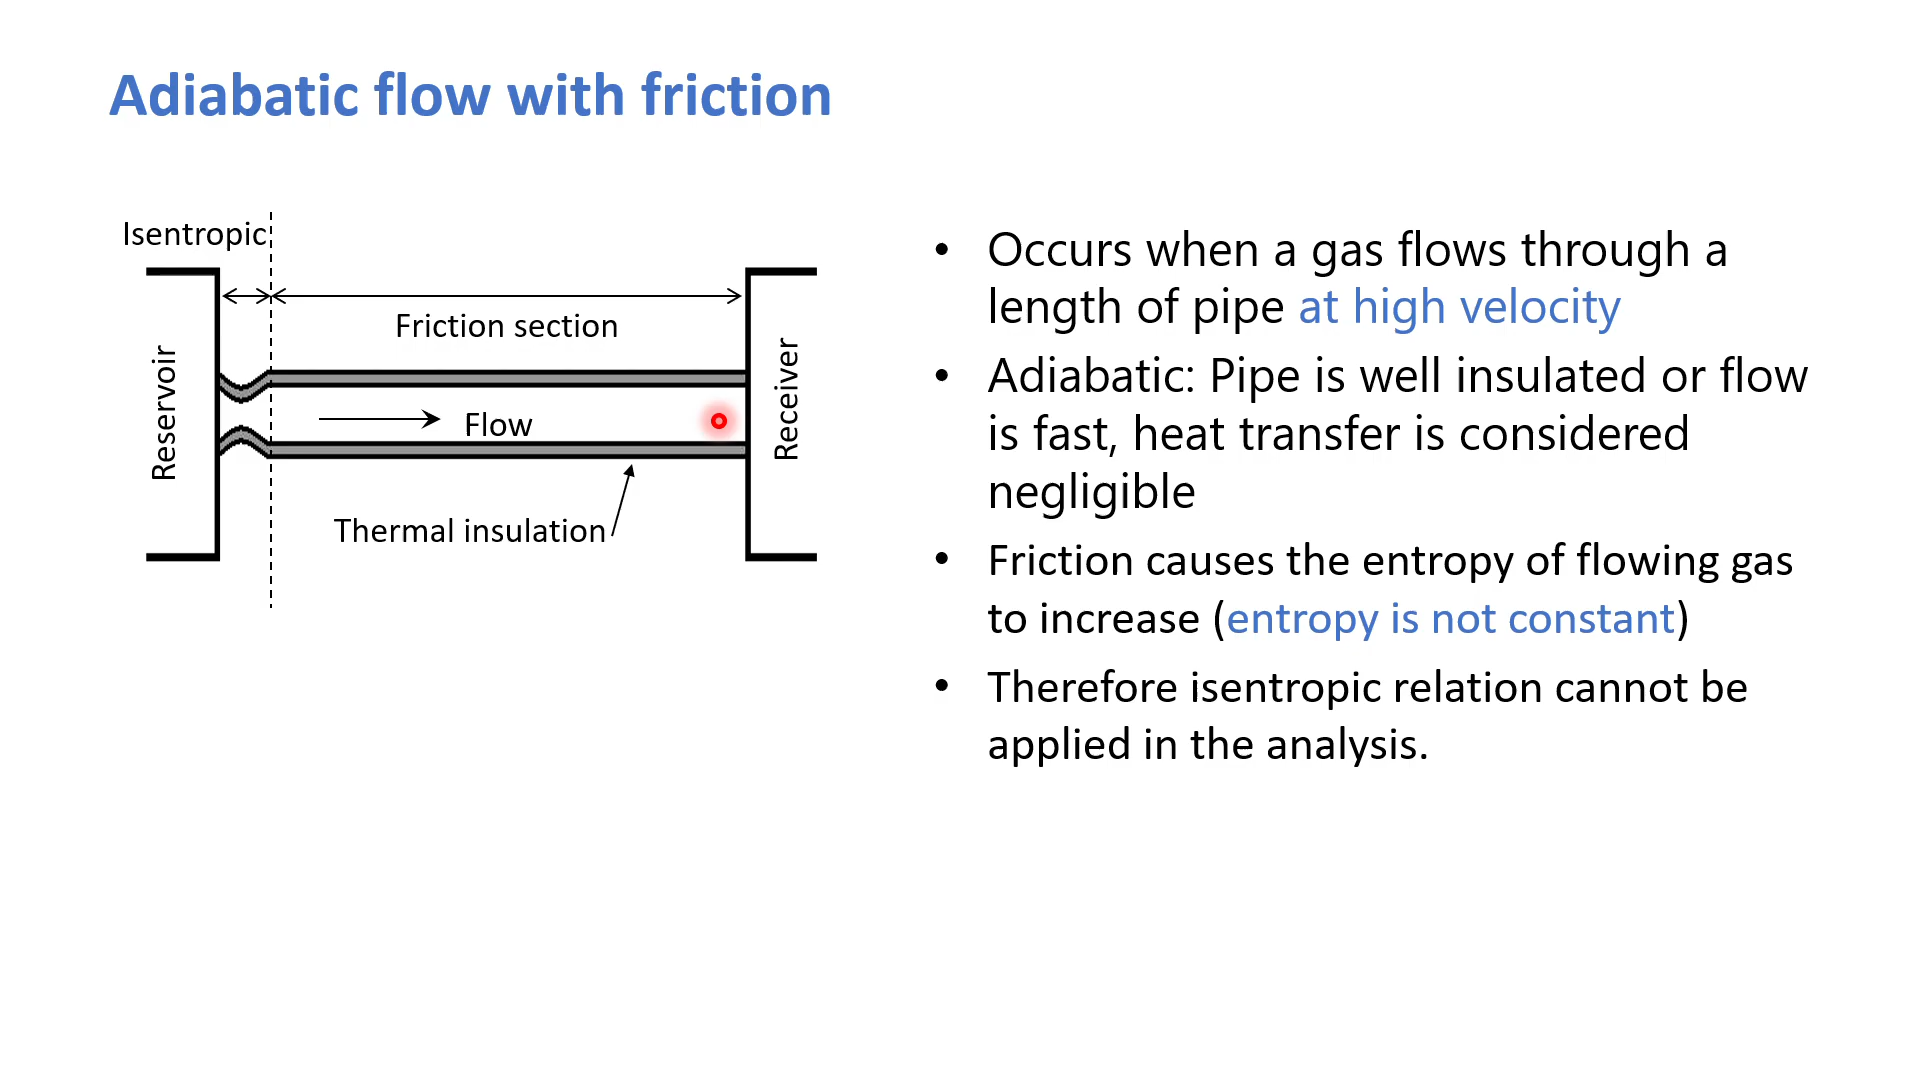 Adiabatic flow with friction
Isentropic
Friction section
Reservoir
Flow
Receiver
Thermal insulation
• Occurs when a gas flows through a
length of pipe at high velocity
• Adiabatic: Pipe is well insulated or flow
is fast, heat transfer is considered
negligible
• Friction causes the entropy of flowing gas
to increase (entropy is not constant)
• Therefore isentropic relation cannot be
applied in the analysis.